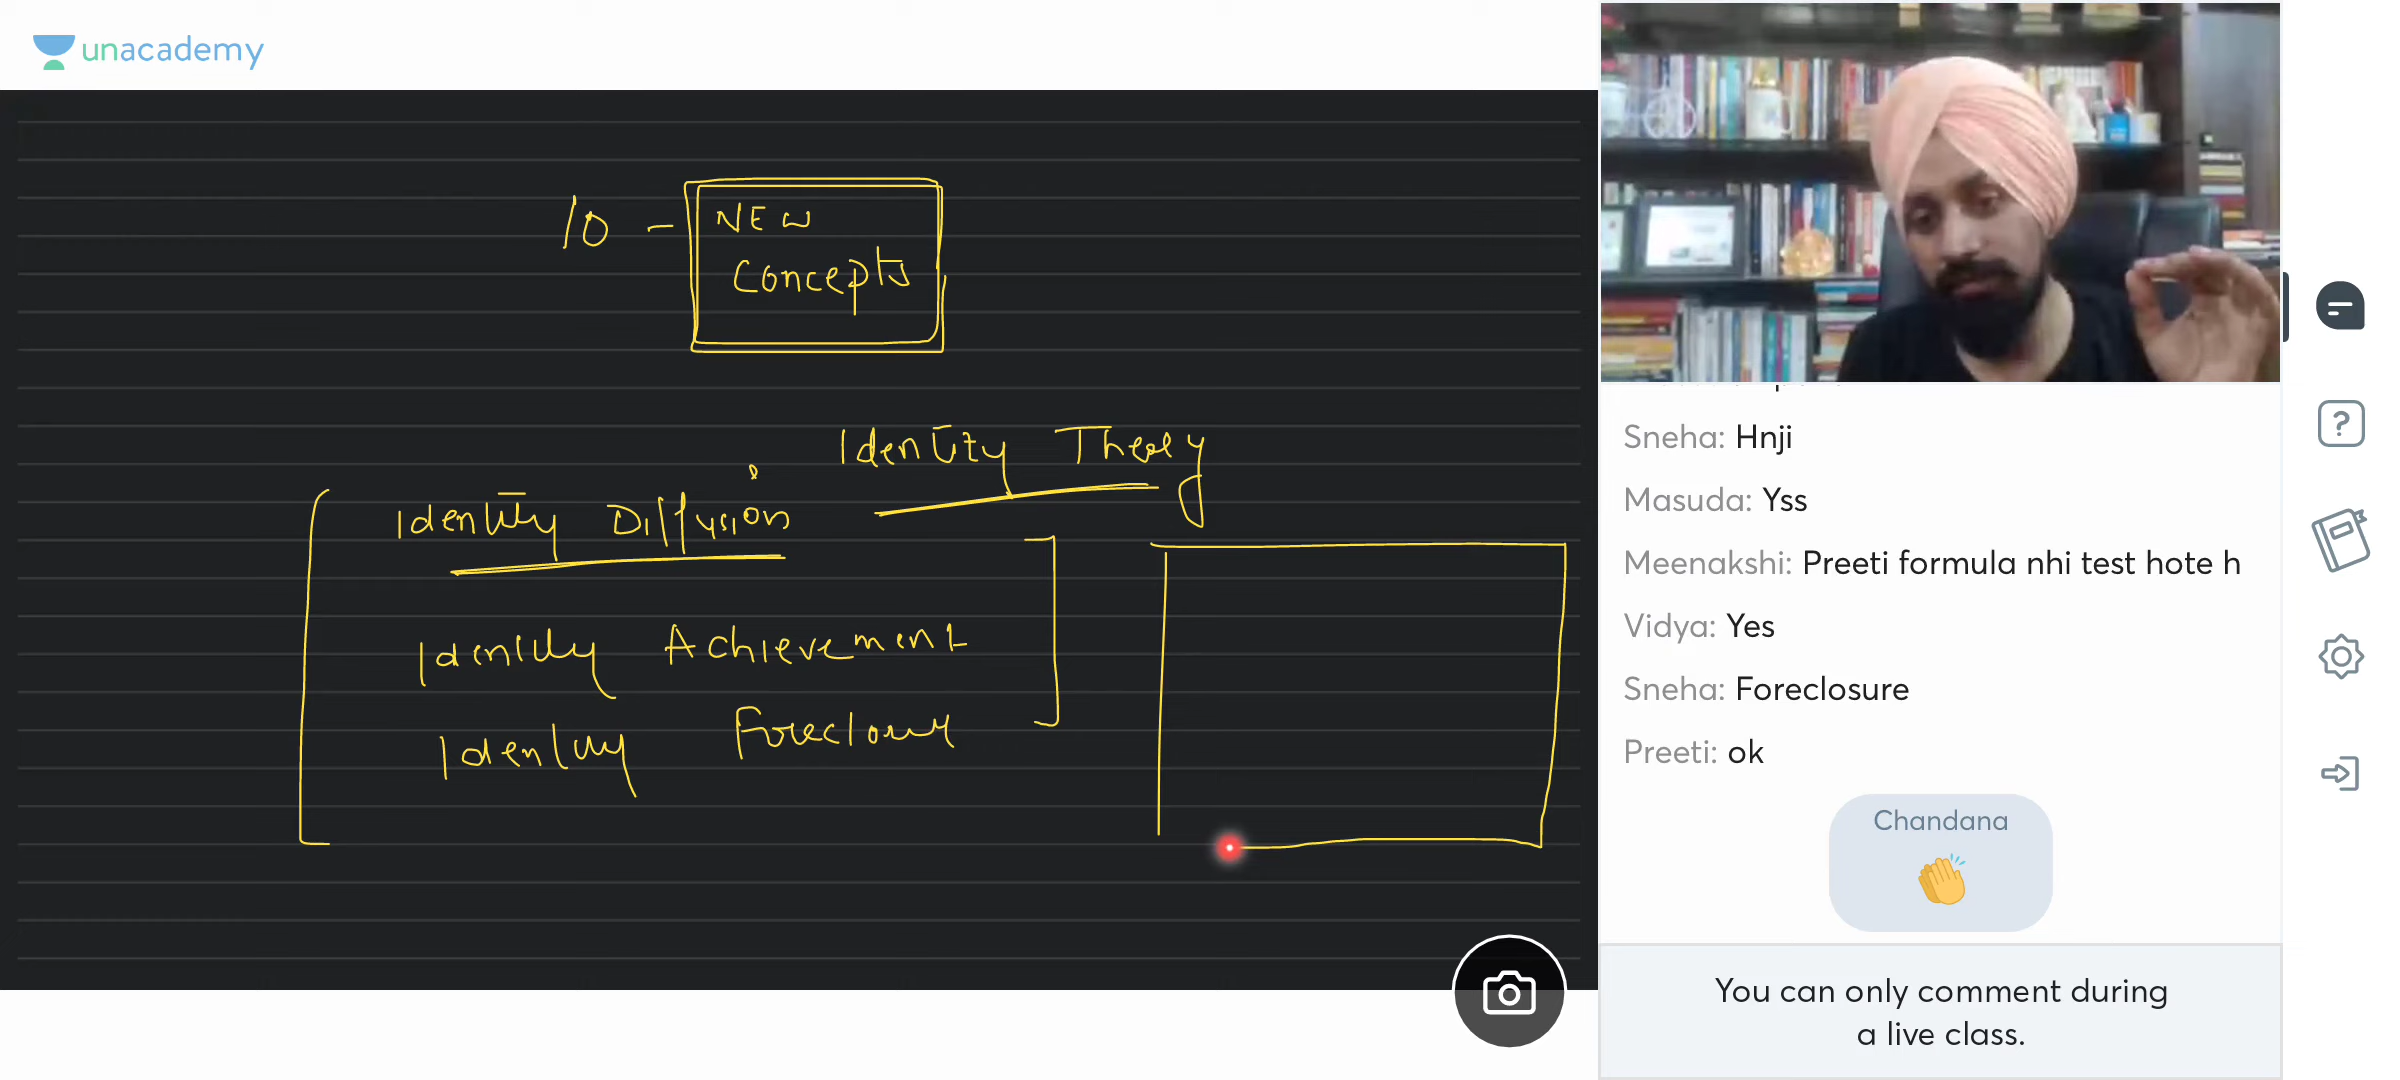 unacademy
10 - NEW
Concepts
Identity Theory
Identity Diffusion
Identity Achievement
Identity Foreclosure
Sneha: Hnji
Masuda: Yss
Meenakshi: Preeti formula nhi test hote h
Vidya: Yes
Sneha: Foreclosure
Preeti: ok
Chandana
You can only comment during
a live class.